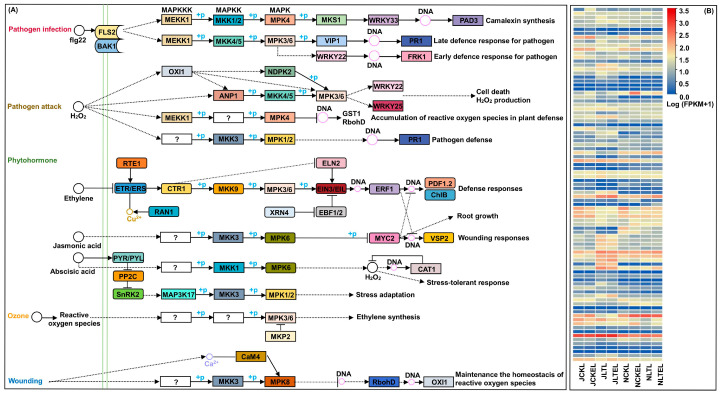 (A)
MAPKKK MAPKK MAPK
Pathogen infection
flg22
FLS2
BAK1
MEKK1 +p MKK1/2 +p MPK4 +p MKS1 WRKY33 DNA PAD3 Camalexin synthesis
MEKK1 +p MKK4/5 +p MPK3/6 +p VIP1 DNA PR1 Late defence response for pathogen
WRKY22 DNA FRK1 Early defence response for pathogen
Pathogen attack
H₂O₂
OXI1 NDPK2 +p
ANP1 +p MKK4/5 +p MPK3/6
WRKY22
WRKY25
Cell death
H₂O₂ production
MEKK1 +p ? +p MPK4 DNA
GST1
RbohD
Accumulation of reactive oxygen species in plant defense
? +p MKK3 +p MPK1/2 DNA PR1 Pathogen defense
Phytohormone
RTE1 ELN2
Ethylene
ETR/ERS CTR1 +p MKK9 +p MPK3/6 +p EIN3/EIL DNA ERF1 DNA
PDF1.2
ChIB
Defense responses
Cu²⁺ RAN1 XRN4 EBF1/2
Root growth
Jasmonic acid ? +p MKK3 +p MPK6 +p MYC2 DNA VSP2 Wounding responses
Abscisic acid PYR/PYL
? +p MKK1 +p MPK6 H₂O₂ DNA CAT1
PP2C
Stress-tolerant response
SnRK2 MAP3K17 +p MKK3 +p MPK1/2 Stress adaptation
Ozone
Reactive
oxygen species
? +p ? +p MPK3/6 Ethylene synthesis
MKP2
Wounding
Ca²⁺ CaM4
? +p MKK3 +p MPK8 DNA RbohD DNA OXI1
Maintenance the homeostacis of
reactive oxygen species
(B)
3.5
3.0
2.5
2.0
1.5
1.0
0.5
0.0
Log (FPKM+1)
JCKL
JCKEL
JLTL
JLTEL
NCKL
NCKEL
NLTL
NLTEL